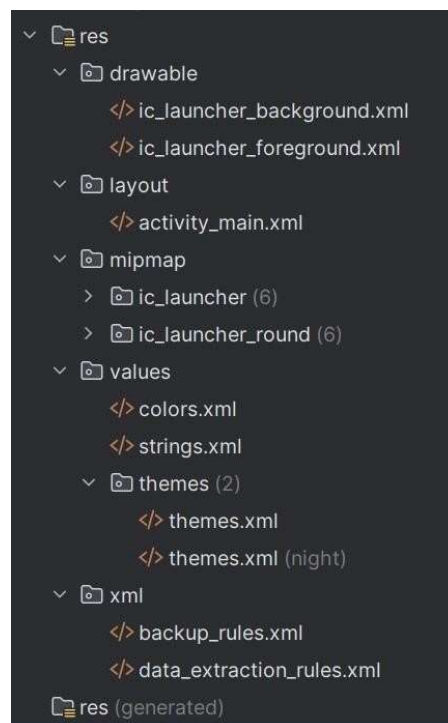 res
drawable
ic_launcher_background.xml
ic_launcher_foreground.xml
layout
activity_main.xml
mipmap
ic_launcher (6)
ic_launcher_round (6)
values
colors.xml
strings.xml
themes (2)
themes.xml
themes.xml (night)
xml
backup_rules.xml
data_extraction_rules.xml
res (generated)